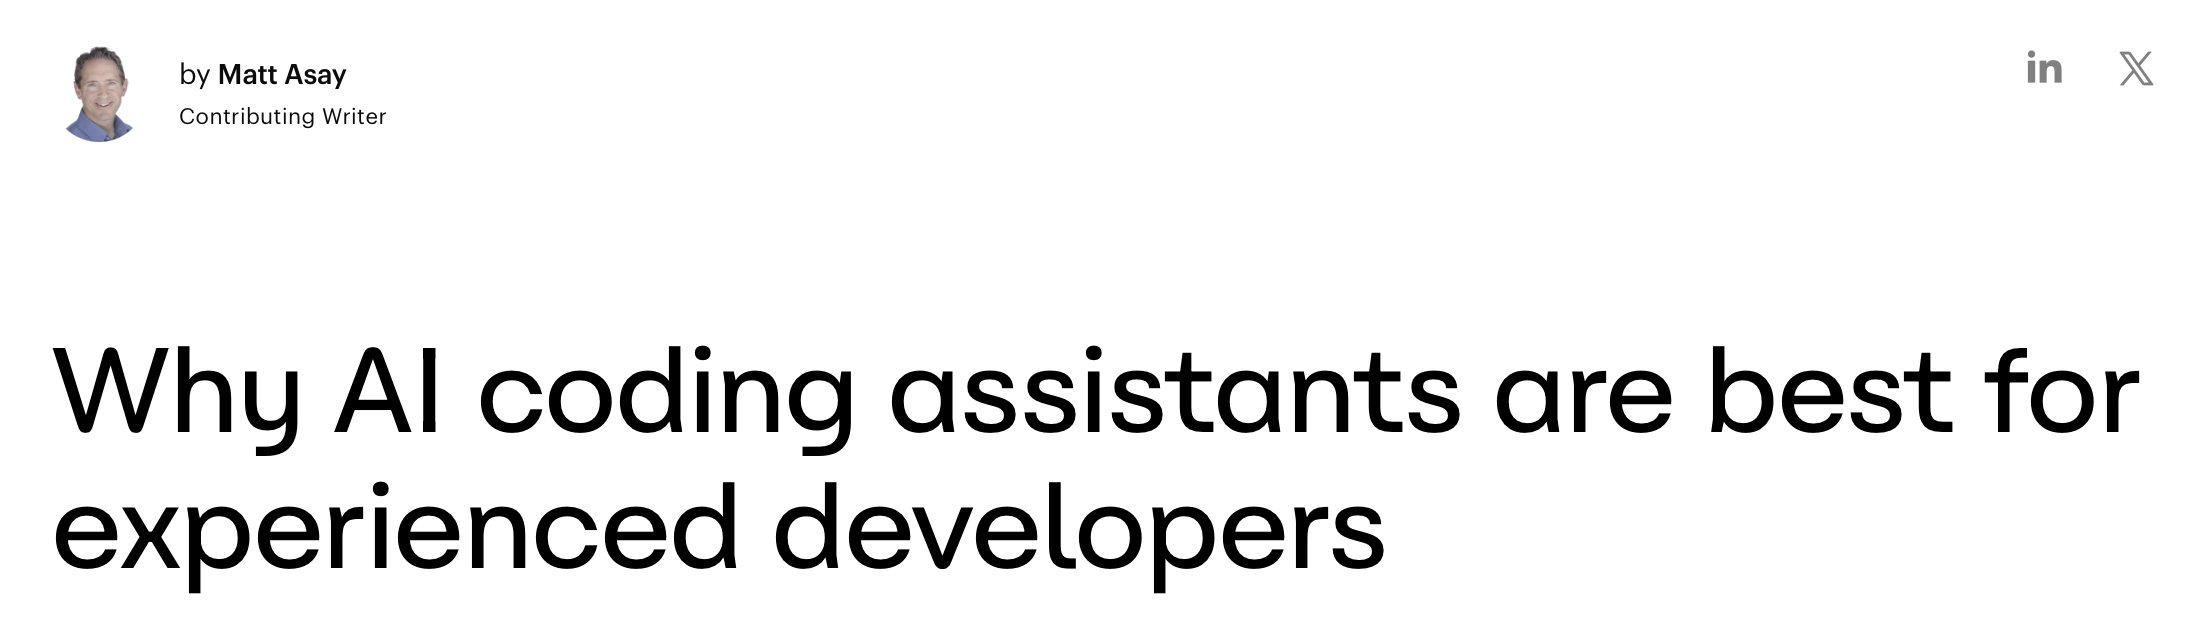 by Matt Asay
Contributing Writer
in X
Why AI coding assistants are best for
experienced developers